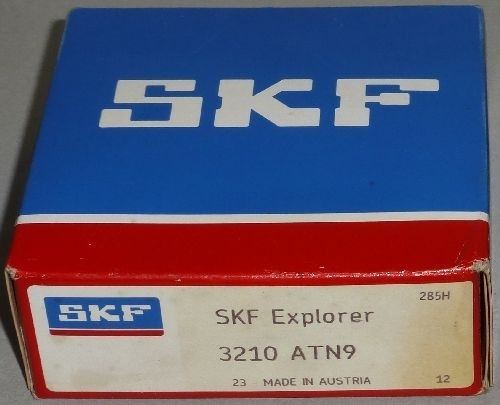 SKF
285H
SKF
SKF Explorer
3210 ATN9
23 MADE IN AUSTRIA 12